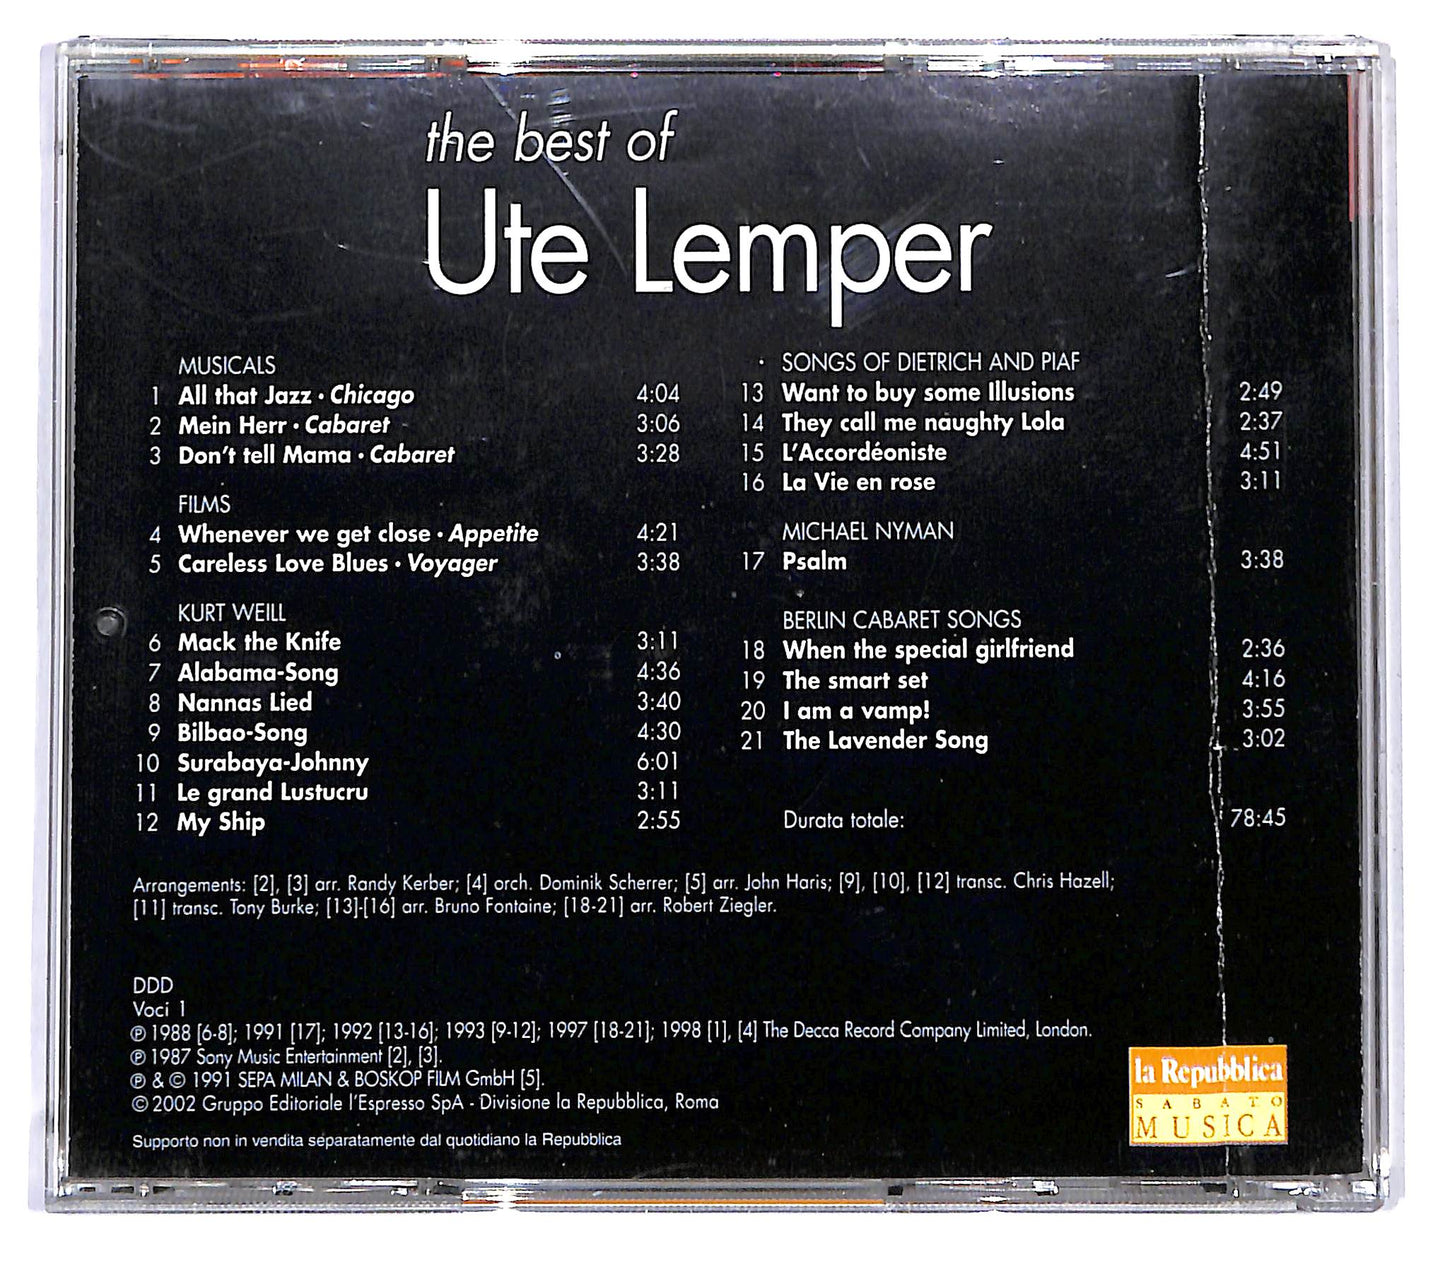 the best of
Ute Lemper
MUSICALS
1 All that Jazz • Chicago 4:04
2 Mein Herr • Cabaret 3:06
3 Don't tell Mama • Cabaret 3:28
FILMS
4 Whenever we get close • Appetite 4:21
5 Careless Love Blues • Voyager 3:38
KURT WEILL
6 Mack the Knife 3:11
7 Alabama-Song 4:36
8 Nannas Lied 3:40
9 Bilbao-Song 4:30
10 Surabaya-Johnny 6:01
11 Le grand Lustucru 3:11
12 My Ship 2:55
SONGS OF DIETRICH AND PIAF
13 Want to buy some Illusions 2:49
14 They call me naughty Lola 2:37
15 L'Accordéoniste 4:51
16 La Vie en rose 3:11
MICHAEL NYMAN
17 Psalm 3:38
BERLIN CABARET SONGS
18 When the special girlfriend 2:36
19 The smart set 4:16
20 I am a vamp! 3:55
21 The Lavender Song 3:02
Durata totale: 78:45
Arrangements: [2], [3] arr. Randy Kerber; [4] orch. Dominik Scherrer; [5] arr. John Haris; [9], [10], [12] transc. Chris Hazell;
[11] transc. Tony Burke; [13]-[16] arr. Bruno Fontaine; [18-21] arr. Robert Ziegler.
DDD
Voci 1
℗ 1988 [6-8]; 1991 [17]; 1992 [13-16]; 1993 [9-12]; 1997 [18-21]; 1998 [1], [4] The Decca Record Company Limited, London.
℗ 1987 Sony Music Entertainment [2], [3].
℗ & © 1991 SEPA MILAN & BOSKOP FILM GmbH [5].
© 2002 Gruppo Editoriale l'Espresso SpA - Divisione la Repubblica, Roma
Supporto non in vendita separatamente dal quotidiano la Repubblica
la Repubblica
SABATO
MUSICA